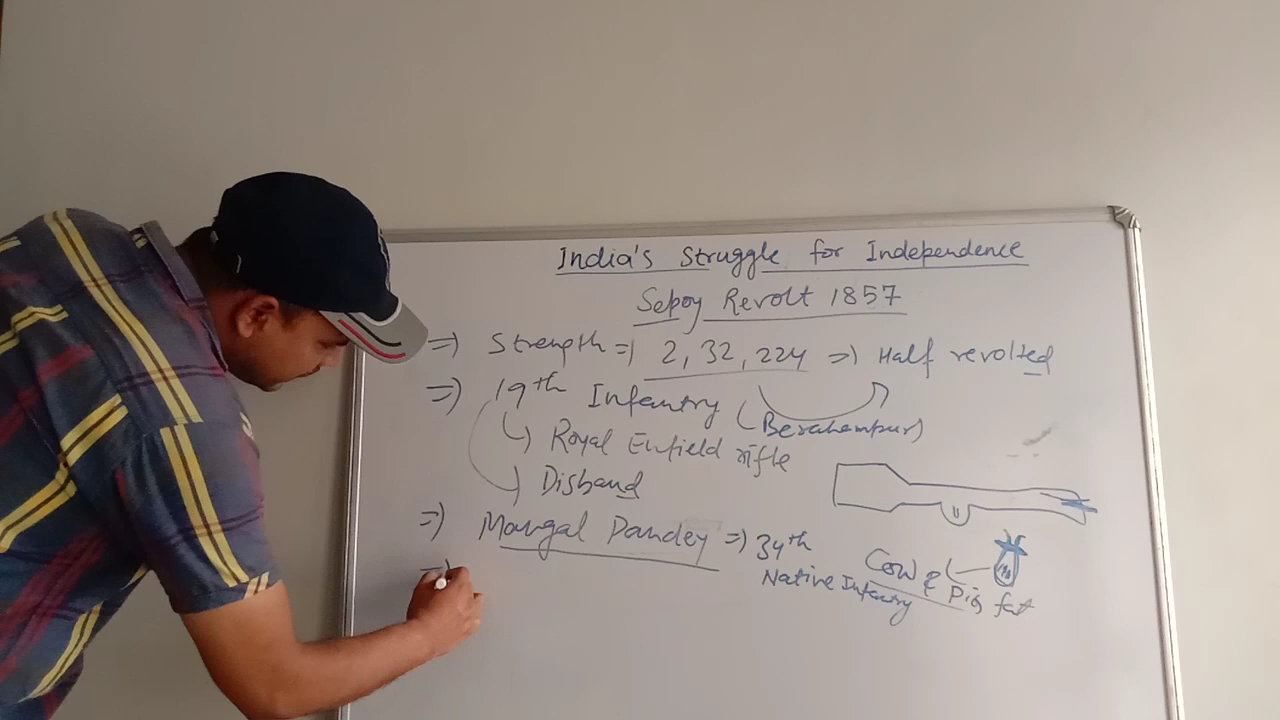 India's Struggle for Independence
Sepoy Revolt 1857
=) Strength =) 2,32,224 =) Half revolted
=) 19th Infantry (Berahampur)
Royal Enfield rifle
Disband
=) Mangal Pandey =) 34th
Native Infantry
Cow & Pig fat
=)